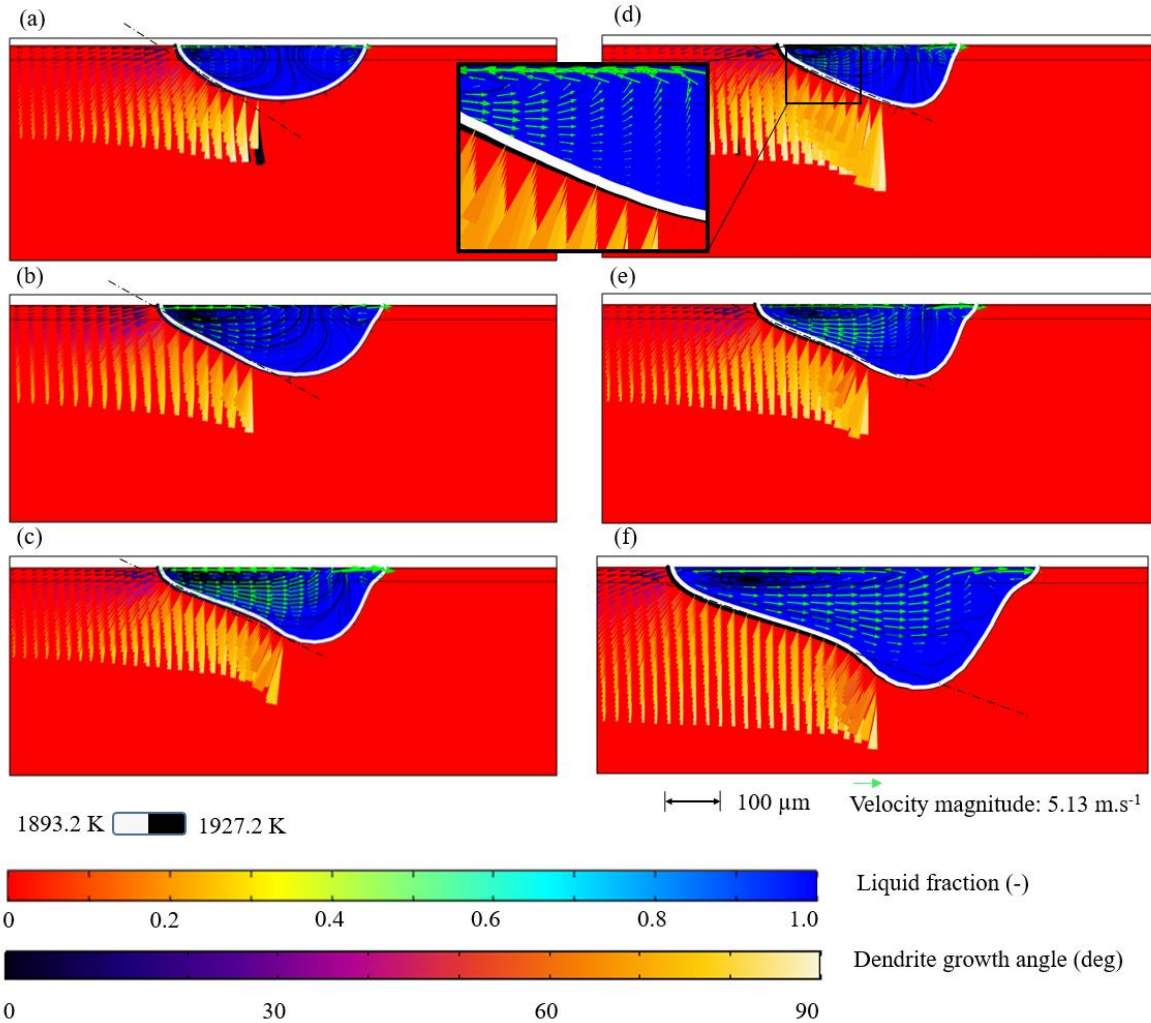 (a)
(d)
(b)
(e)
(c)
(f)
100 µm
Velocity magnitude: 5.13 m.s⁻¹
1893.2 K 1927.2 K
Liquid fraction (-)
0 0.2 0.4 0.6 0.8 1.0
Dendrite growth angle (deg)
0 30 60 90